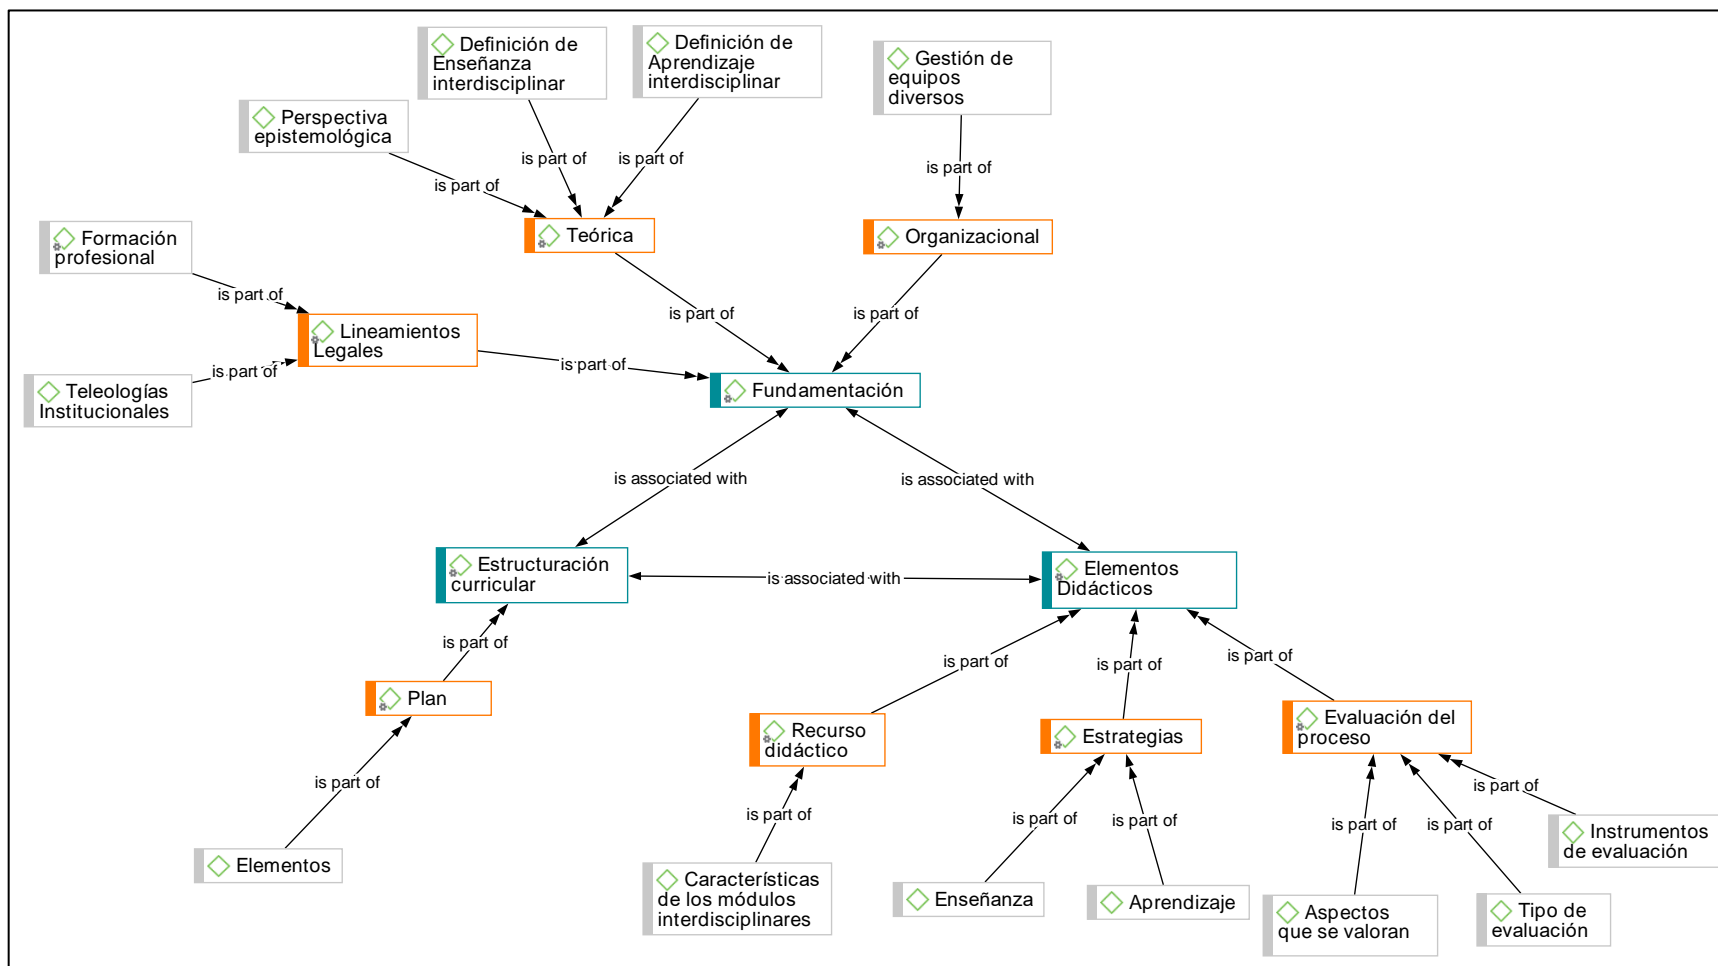 Definición de
Enseñanza
interdisciplinar
Definición de
Aprendizaje
interdisciplinar
Gestión de
equipos
diversos
Perspectiva
epistemológica
is part of
is part of
is part of
is part of
Formación
profesional
Teórica
Organizacional
is part of
Lineamientos
Legales
is part of
is part of
is part of
is part of
Teleologías
Institucionales
Fundamentación
is associated with
is associated with
Estructuración
curricular
is associated with
Elementos
Didácticos
is part of
is part of
is part of
is part of
Plan
Recurso
didáctico
Estrategias
Evaluación del
proceso
is part of
is part of
is part of
is part of
is part of
is part of
is part of
Elementos
Características
de los módulos
interdisciplinares
Enseñanza
Aprendizaje
Aspectos
que se valoran
Tipo de
evaluación
Instrumentos
de evaluación